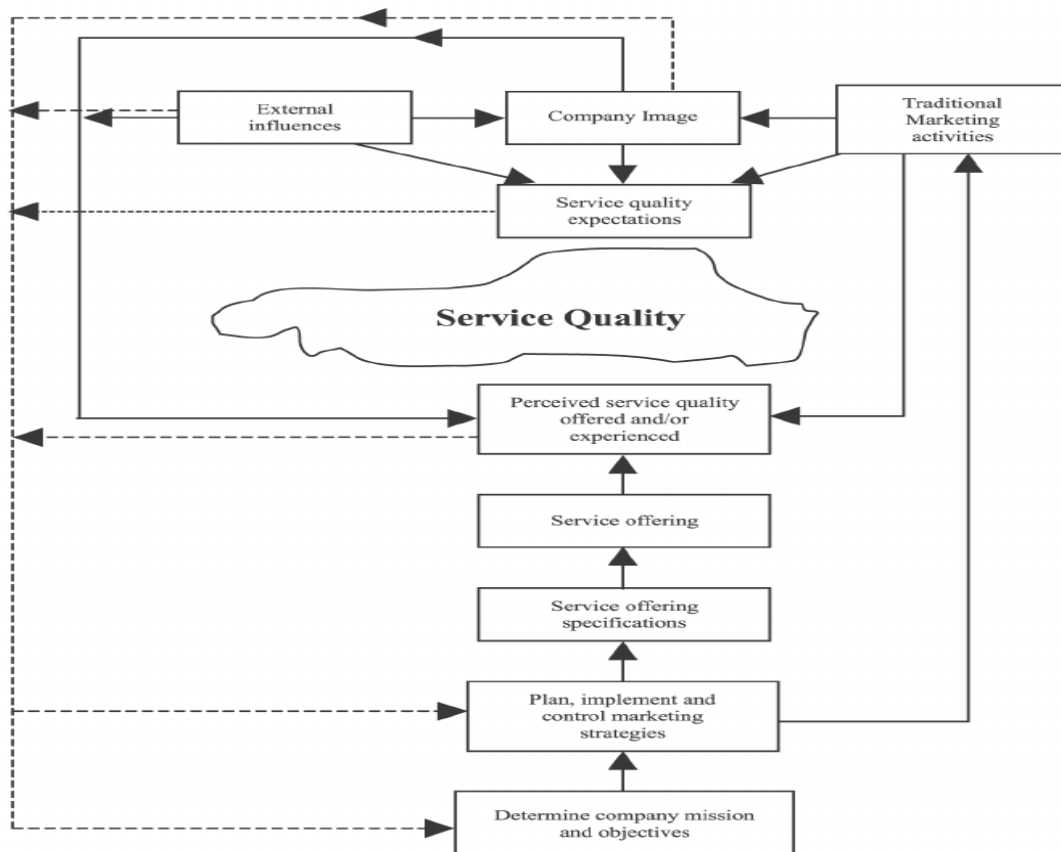 External
influences
Company Image
Traditional
Marketing
activities
Service quality
expectations
Service Quality
Perceived service quality
offered and/or
experienced
Service offering
Service offering
specifications
Plan, implement and
control marketing
strategies
Determine company mission
and objectives